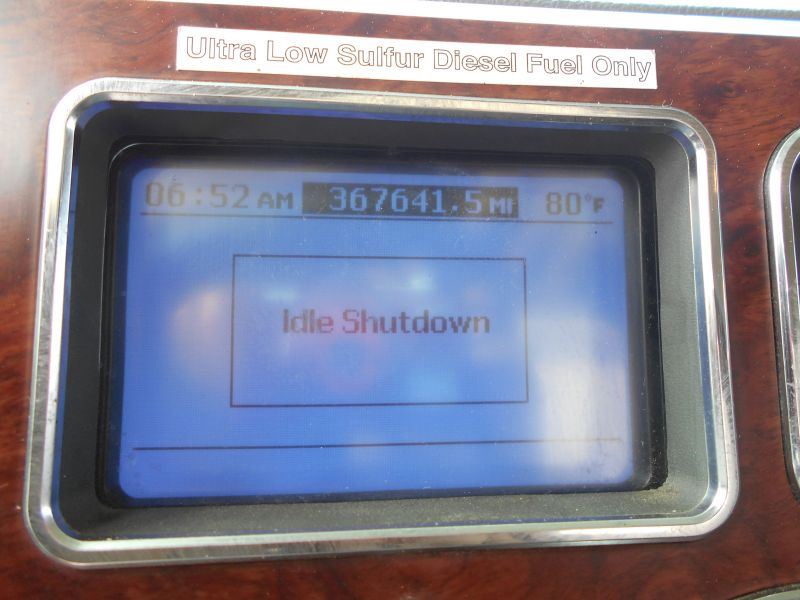 Ultra Low Sulfur Diesel Fuel Only
06:52 AM 367641.5 MI 80°F
Idle Shutdown